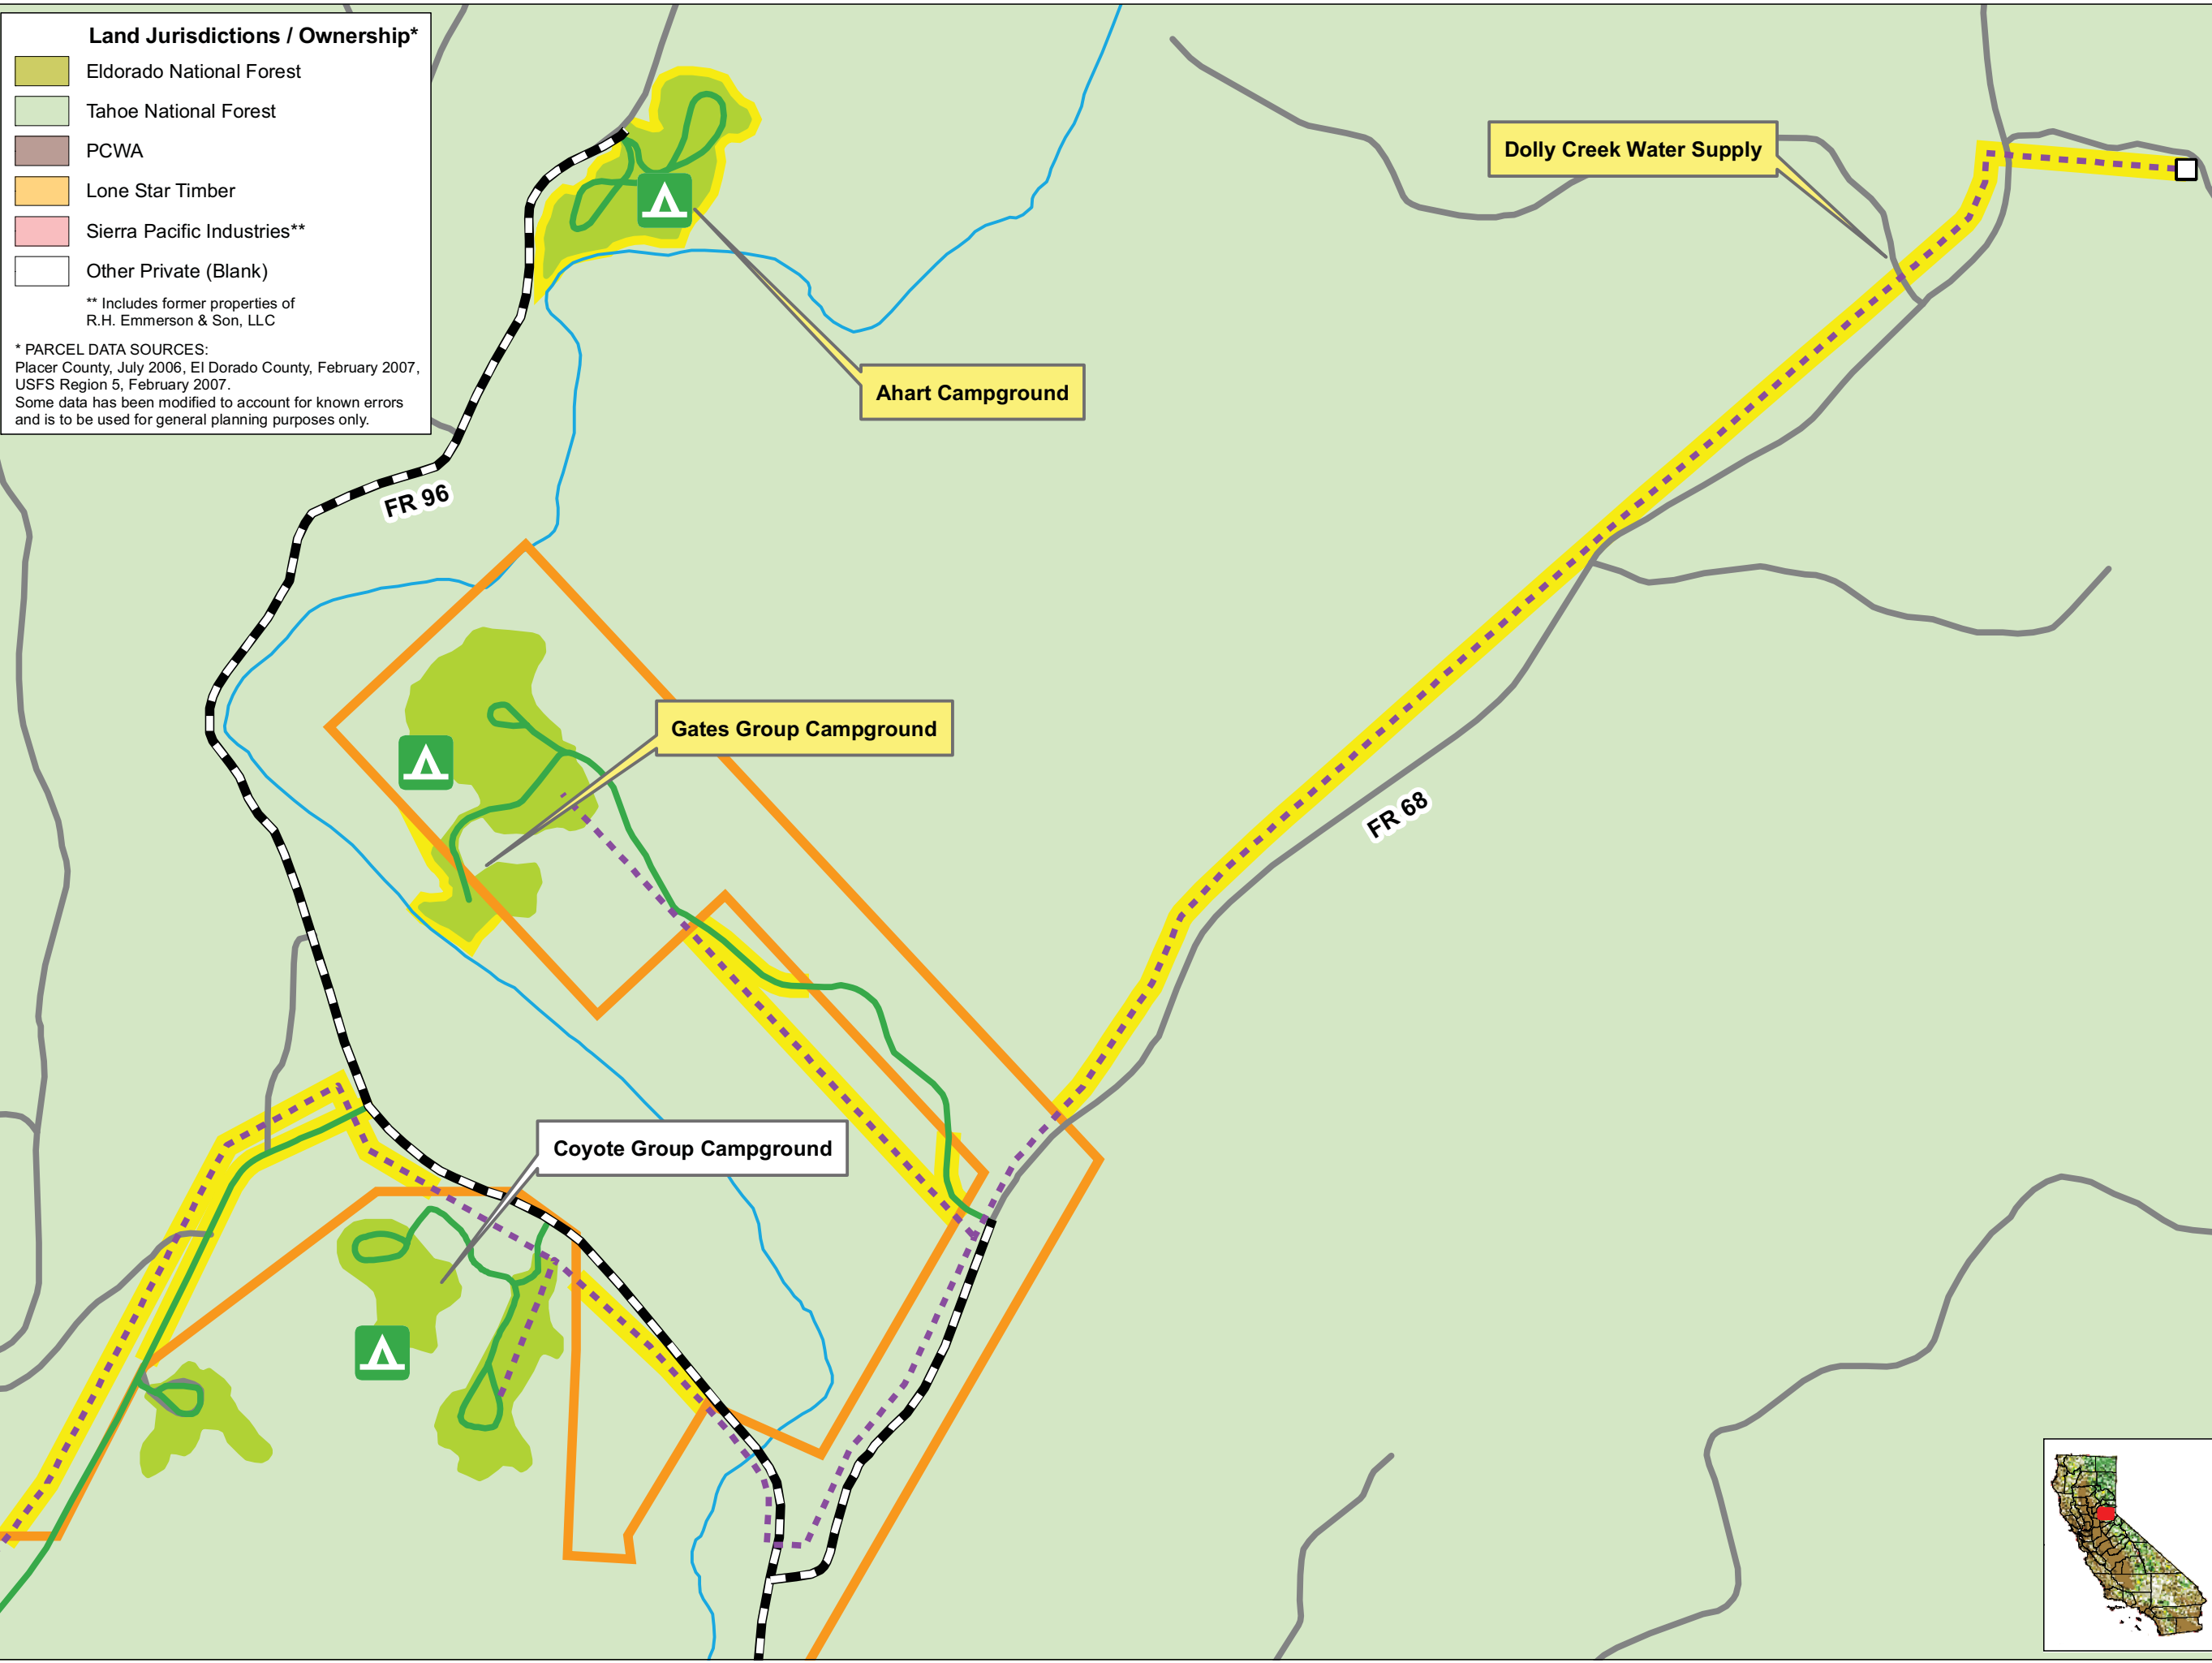 Land Jurisdictions / Ownership*
Eldorado National Forest
Tahoe National Forest
PCWA
Lone Star Timber
Sierra Pacific Industries**
Other Private (Blank)
** Includes former properties of
R.H. Emmerson & Son, LLC
* PARCEL DATA SOURCES:
Placer County, July 2006, El Dorado County, February 2007,
USFS Region 5, February 2007.
Some data has been modified to account for known errors
and is to be used for general planning purposes only.
Dolly Creek Water Supply
Ahart Campground
FR 96
Gates Group Campground
FR 68
Coyote Group Campground